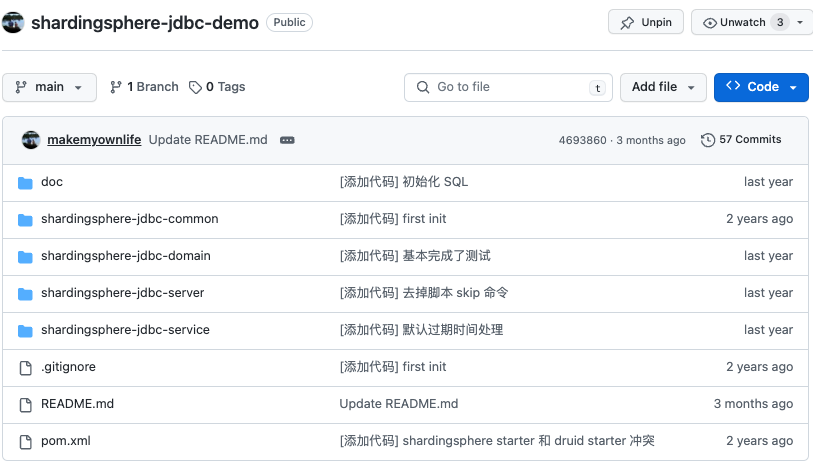 shardingsphere-jdbc-demo Public Unpin Unwatch 3
main 1 Branch 0 Tags Go to file t Add file Code
makemyownlife Update README.md 4693860 · 3 months ago 57 Commits
doc [添加代码] 初始化 SQL last year
shardingsphere-jdbc-common [添加代码] first init 2 years ago
shardingsphere-jdbc-domain [添加代码] 基本完成了测试 last year
shardingsphere-jdbc-server [添加代码] 去掉脚本 skip 命令 last year
shardingsphere-jdbc-service [添加代码] 默认过期时间处理 last year
.gitignore [添加代码] first init 2 years ago
README.md Update README.md 3 months ago
pom.xml [添加代码] shardingsphere starter 和 druid starter 冲突 2 years ago